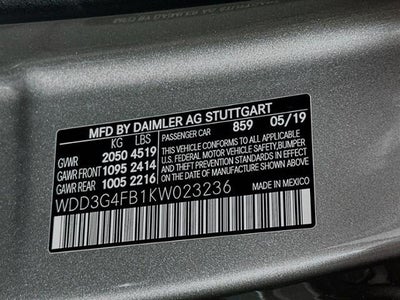 MFD BY DAIMLER AG STUTTGART
KG LBS PASSENGER CAR 859 05/19
GVWR 2050 4519
GAWR FRONT 1095 2414
GAWR REAR 1005 2216
THIS VEHICLE CONFORMS TO ALL APPLICABLE
U.S. FEDERAL MOTOR VEHICLE SAFETY, BUMPER,
AND THEFT PREVENTION STANDARDS IN EFFECT
ON THE DATE OF MANUFACTURE SHOWN ABOVE.
WDD3G4FB1KW023236 MADE IN MEXICO